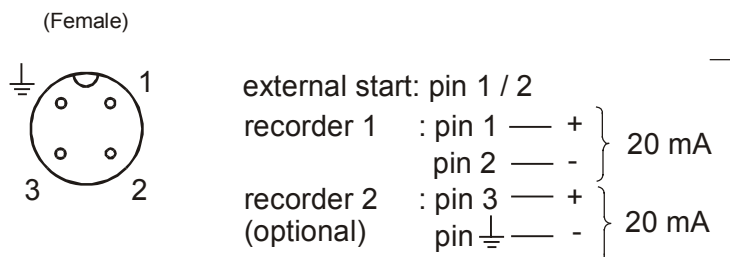 (Female)
1
3
2
external start: pin 1 / 2
recorder 1 : pin 1 — +
pin 2 — -
20 mA
recorder 2 : pin 3 — +
(optional) pin ⏚ — -
20 mA